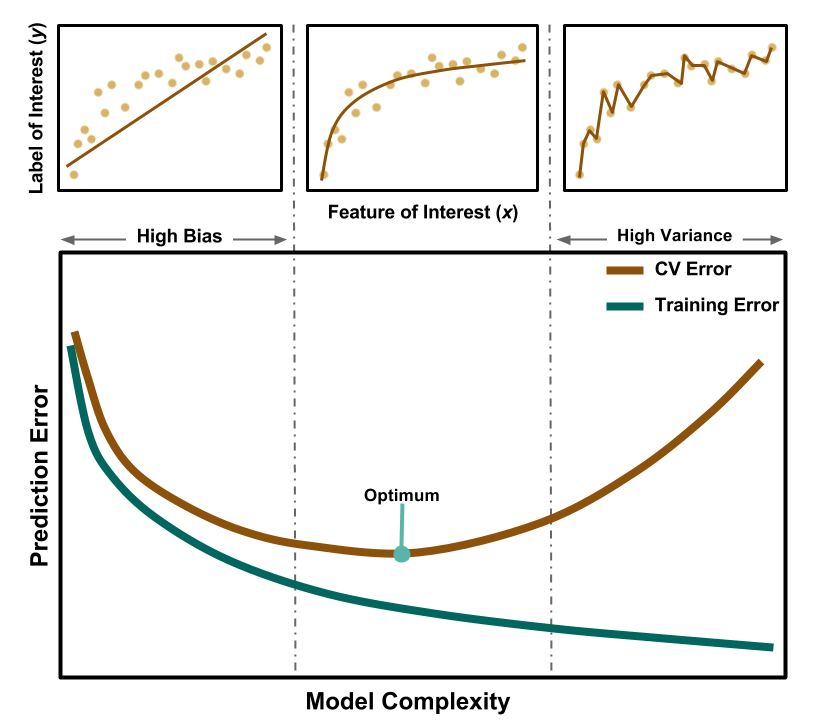 Label of Interest (y)
Feature of Interest (x)
High Bias
High Variance
CV Error
Training Error
Prediction Error
Optimum
Model Complexity